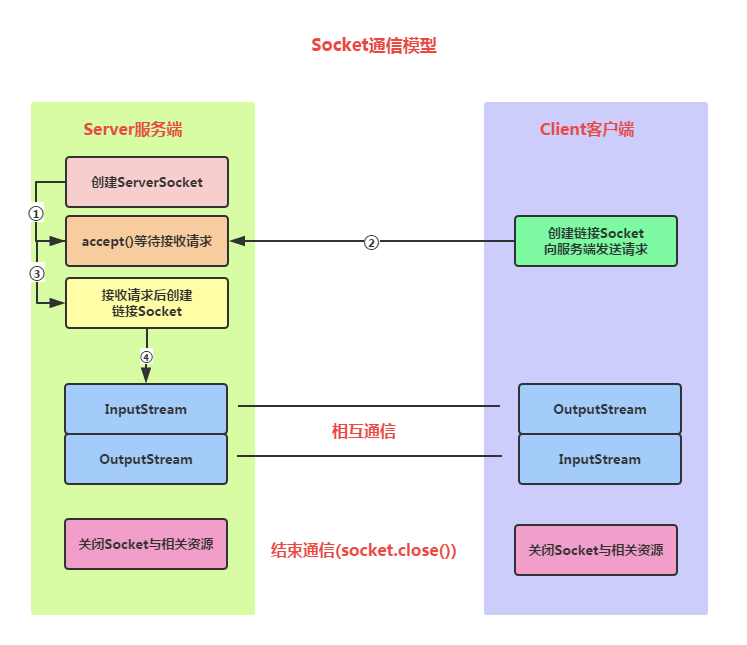 Socket通信模型
Server服务端
Client客户端
创建ServerSocket
①
accept()等待接收请求
②
创建链接Socket
向服务端发送请求
③
接收请求后创建
链接Socket
④
InputStream
OutputStream
相互通信
OutputStream
InputStream
关闭Socket与相关资源
结束通信(socket.close())
关闭Socket与相关资源